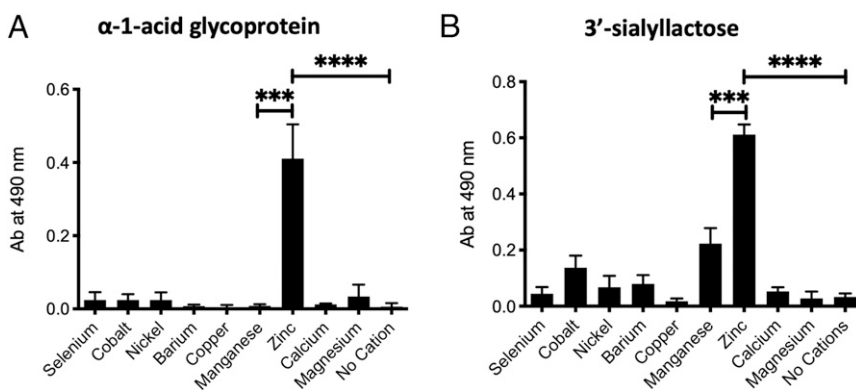 A
α-1-acid glycoprotein
Ab at 490 nm
0.6
0.4
0.2
0.0
***
****
Selenium
Cobalt
Nickel
Barium
Copper
Manganese
Zinc
Calcium
Magnesium
No Cation
B
3’-sialyllactose
Ab at 490 nm
0.8
0.6
0.4
0.2
0.0
***
****
Selenium
Cobalt
Nickel
Barium
Copper
Manganese
Zinc
Calcium
Magnesium
No Cations